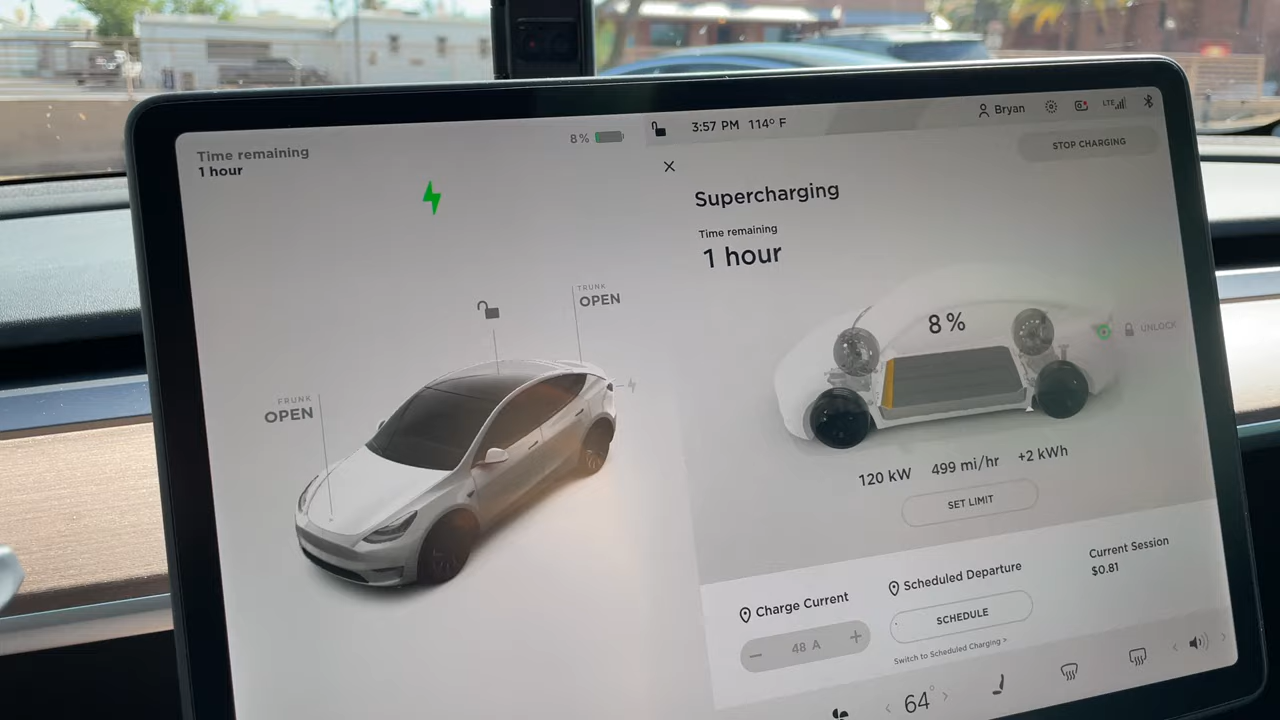 Time remaining
1 hour
8%
3:57 PM 114° F
Bryan
LTE
STOP CHARGING
Supercharging
Time remaining
1 hour
TRUNK
OPEN
FRUNK
OPEN
8%
UNLOCK
120 kW 499 mi/hr +2 kWh
SET LIMIT
Charge Current
48 A
Scheduled Departure
SCHEDULE
Switch to Scheduled Charging >
Current Session
$0.81
64°